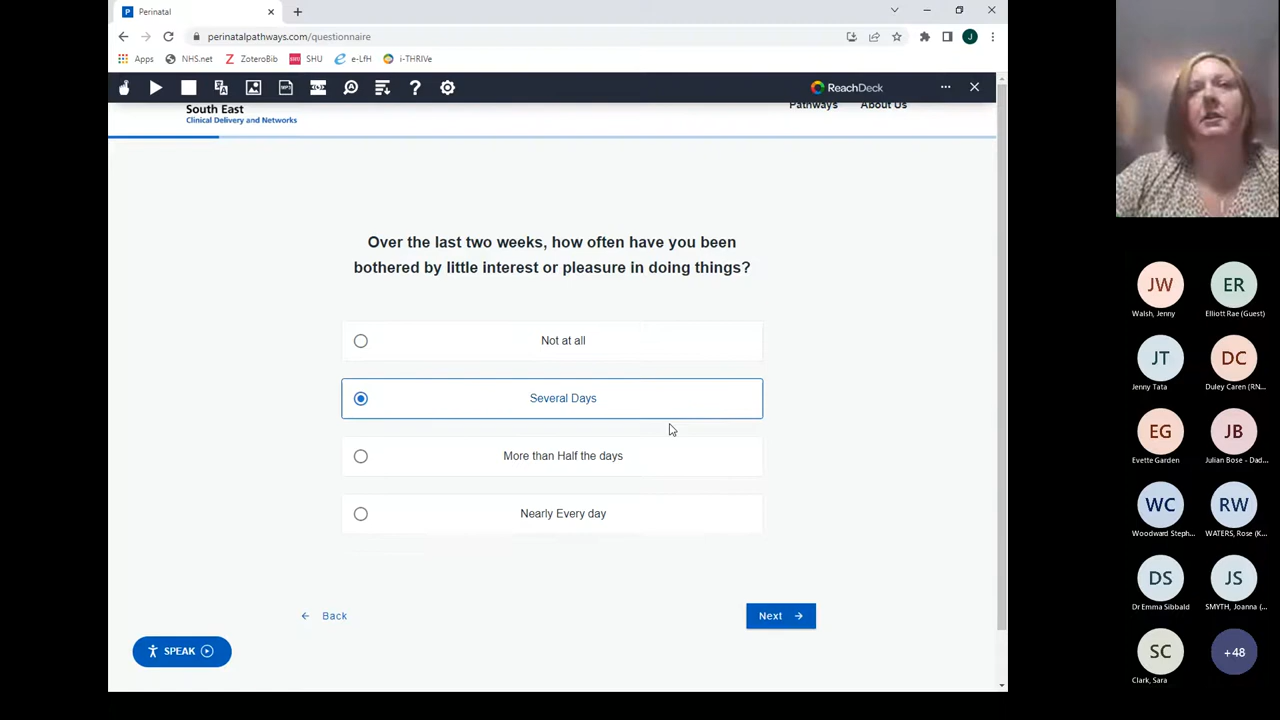 Perinatal
perinatalpathways.com/questionnaire
J
Apps
NHS.net
ZoteroBib
SHU
e-LfH
i-THRIVE
ReachDeck
South East
Clinical Delivery and Networks
Pathways
About Us
Over the last two weeks, how often have you been
bothered by little interest or pleasure in doing things?
Not at all
Several Days
More than Half the days
Nearly Every day
Back
Next
SPEAK
JW
Walsh, Jenny
ER
Elliott Rae (Guest)
JT
Jenny Tata
DC
Duley Caren (RN...
EG
Evette Garden
JB
Julian Bose - Dad...
WC
Woodward Steph...
RW
WATERS, Rose (K...
DS
Dr Emma Sibbald
JS
SMYTH, Joanna (...
SC
Clark, Sara
+48